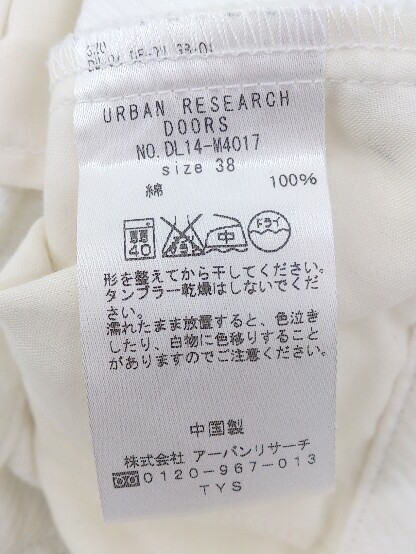 URBAN RESEARCH
DOORS
NO.DL14-M4017
size 38
綿 100%
40
中
ドライ
形を整えてから干してください。
タンブラー乾燥はしないでくだ
さい。
濡れたまま放置すると、色泣き
したり、白物に色移りすること
がありますのでご注意ください。
中国製
株式会社 アーバンリサーチ
0120-967-013
TYS